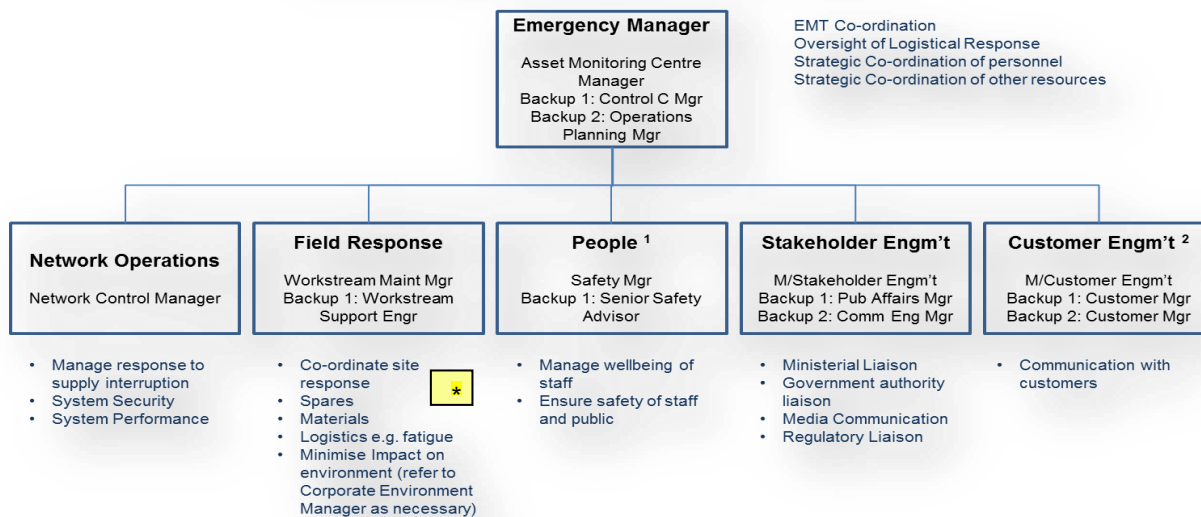 Emergency Manager
Asset Monitoring Centre
Manager
Backup 1: Control C Mgr
Backup 2: Operations
Planning Mgr
EMT Co-ordination
Oversight of Logistical Response
Strategic Co-ordination of personnel
Strategic Co-ordination of other resources
Network Operations
Network Control Manager
• Manage response to
supply interruption
• System Security
• System Performance
Field Response
Workstream Maint Mgr
Backup 1: Workstream
Support Engr
• Co-ordinate site
response
• Spares
• Materials
• Logistics e.g. fatigue
• Minimise Impact on
environment (refer to
Corporate Environment
Manager as necessary)
*
People ¹
Safety Mgr
Backup 1: Senior Safety
Advisor
• Manage wellbeing of
staff
• Ensure safety of staff
and public
Stakeholder Engm't
M/Stakeholder Engm't
Backup 1: Pub Affairs Mgr
Backup 2: Comm Eng Mgr
• Ministerial Liaison
• Government authority
liaison
• Media Communication
• Regulatory Liaison
Customer Engm't ²
M/Customer Engm't
Backup 1: Customer Mgr
Backup 2: Customer Mgr
• Communication with
customers